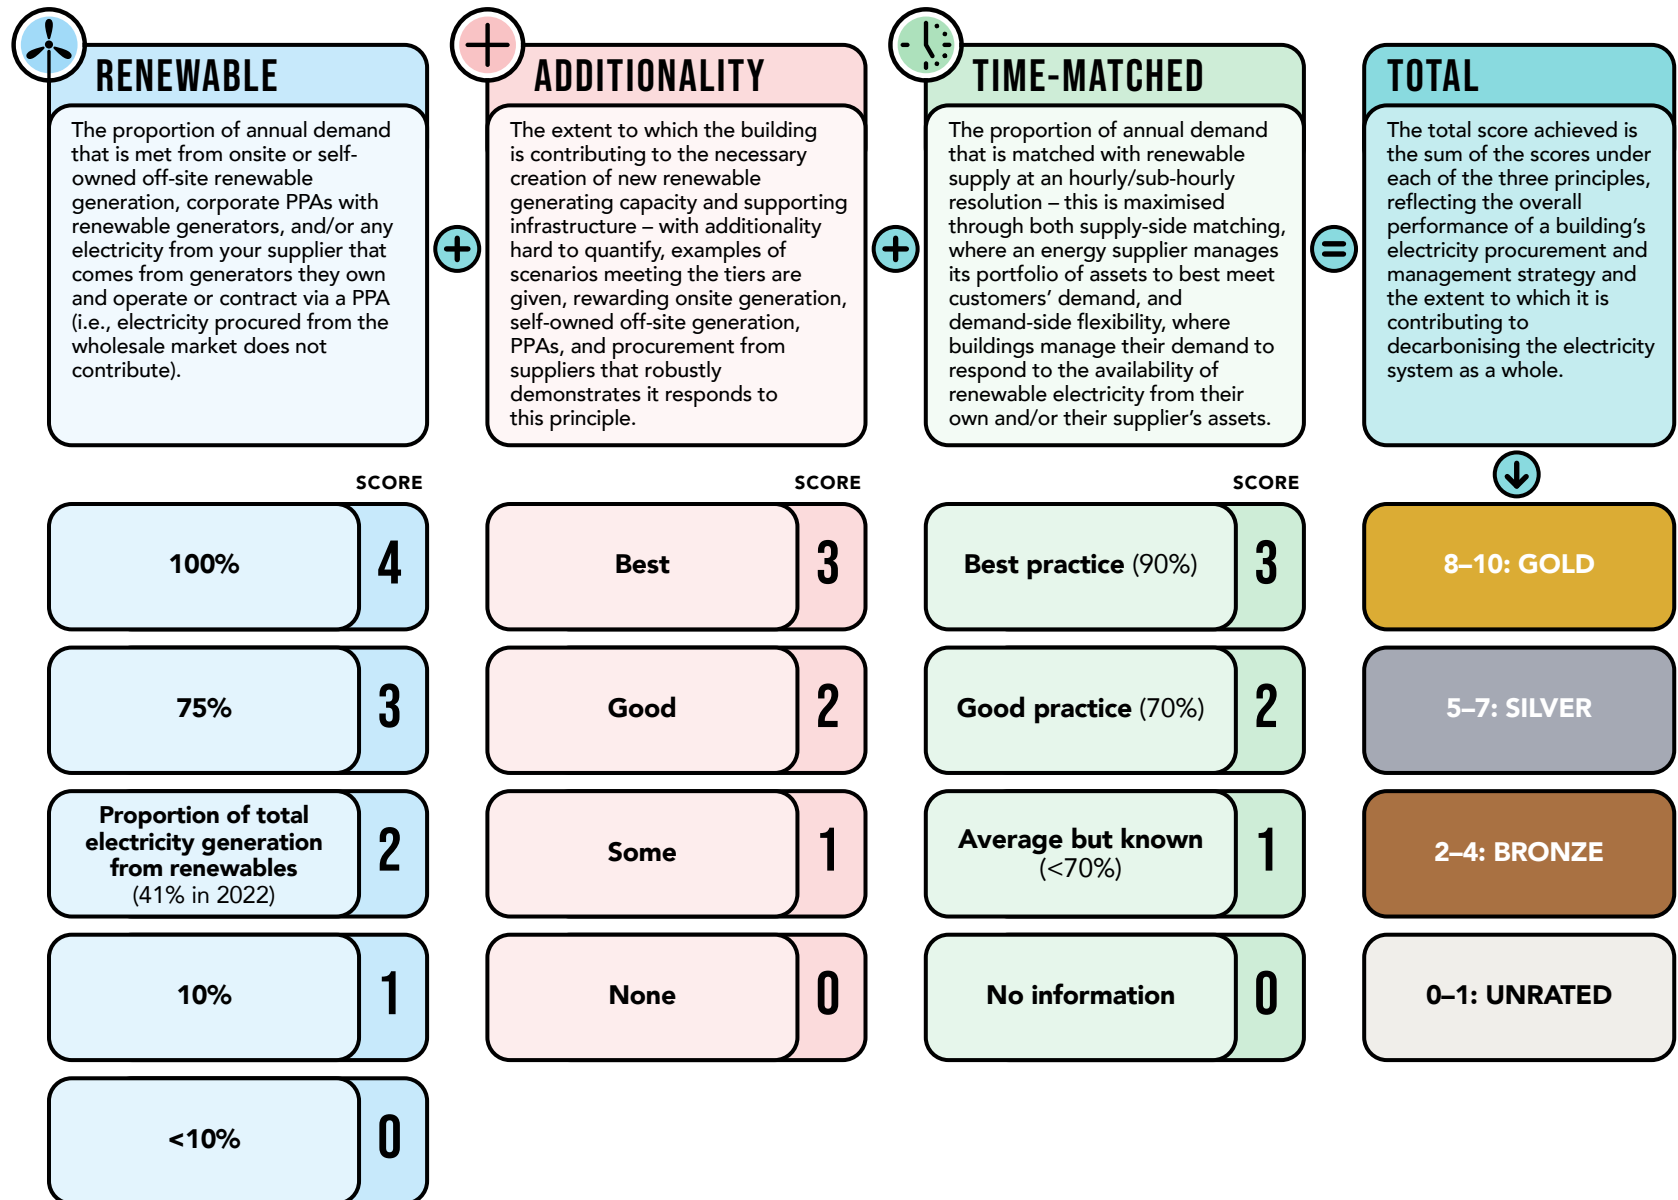 RENEWABLE
The proportion of annual demand
that is met from onsite or self-
owned off-site renewable
generation, corporate PPAs with
renewable generators, and/or any
electricity from your supplier that
comes from generators they own
and operate or contract via a PPA
(i.e., electricity procured from the
wholesale market does not
contribute).
SCORE
100%
4
75%
3
Proportion of total
electricity generation
from renewables
(41% in 2022)
2
10%
1
<10%
0
ADDITIONALITY
The extent to which the building
is contributing to the necessary
creation of new renewable
generating capacity and supporting
infrastructure – with additionality
hard to quantify, examples of
scenarios meeting the tiers are
given, rewarding onsite generation,
self-owned off-site generation,
PPAs, and procurement from
suppliers that robustly
demonstrates it responds to
this principle.
SCORE
Best
3
Good
2
Some
1
None
0
TIME-MATCHED
The proportion of annual demand
that is matched with renewable
supply at an hourly/sub-hourly
resolution – this is maximised
through both supply-side matching,
where an energy supplier manages
its portfolio of assets to best meet
customers’ demand, and
demand-side flexibility, where
buildings manage their demand to
respond to the availability of
renewable electricity from their
own and/or their supplier’s assets.
SCORE
Best practice (90%)
3
Good practice (70%)
2
Average but known
(<70%)
1
No information
0
TOTAL
The total score achieved is
the sum of the scores under
each of the three principles,
reflecting the overall
performance of a building’s
electricity procurement and
management strategy and
the extent to which it is
contributing to
decarbonising the electricity
system as a whole.
8–10: GOLD
5–7: SILVER
2–4: BRONZE
0–1: UNRATED